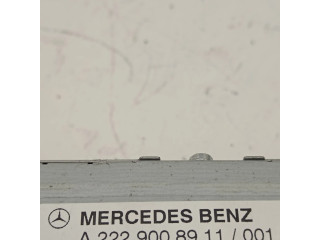 MERCEDES BENZ
A 222 900 89 11 / 001